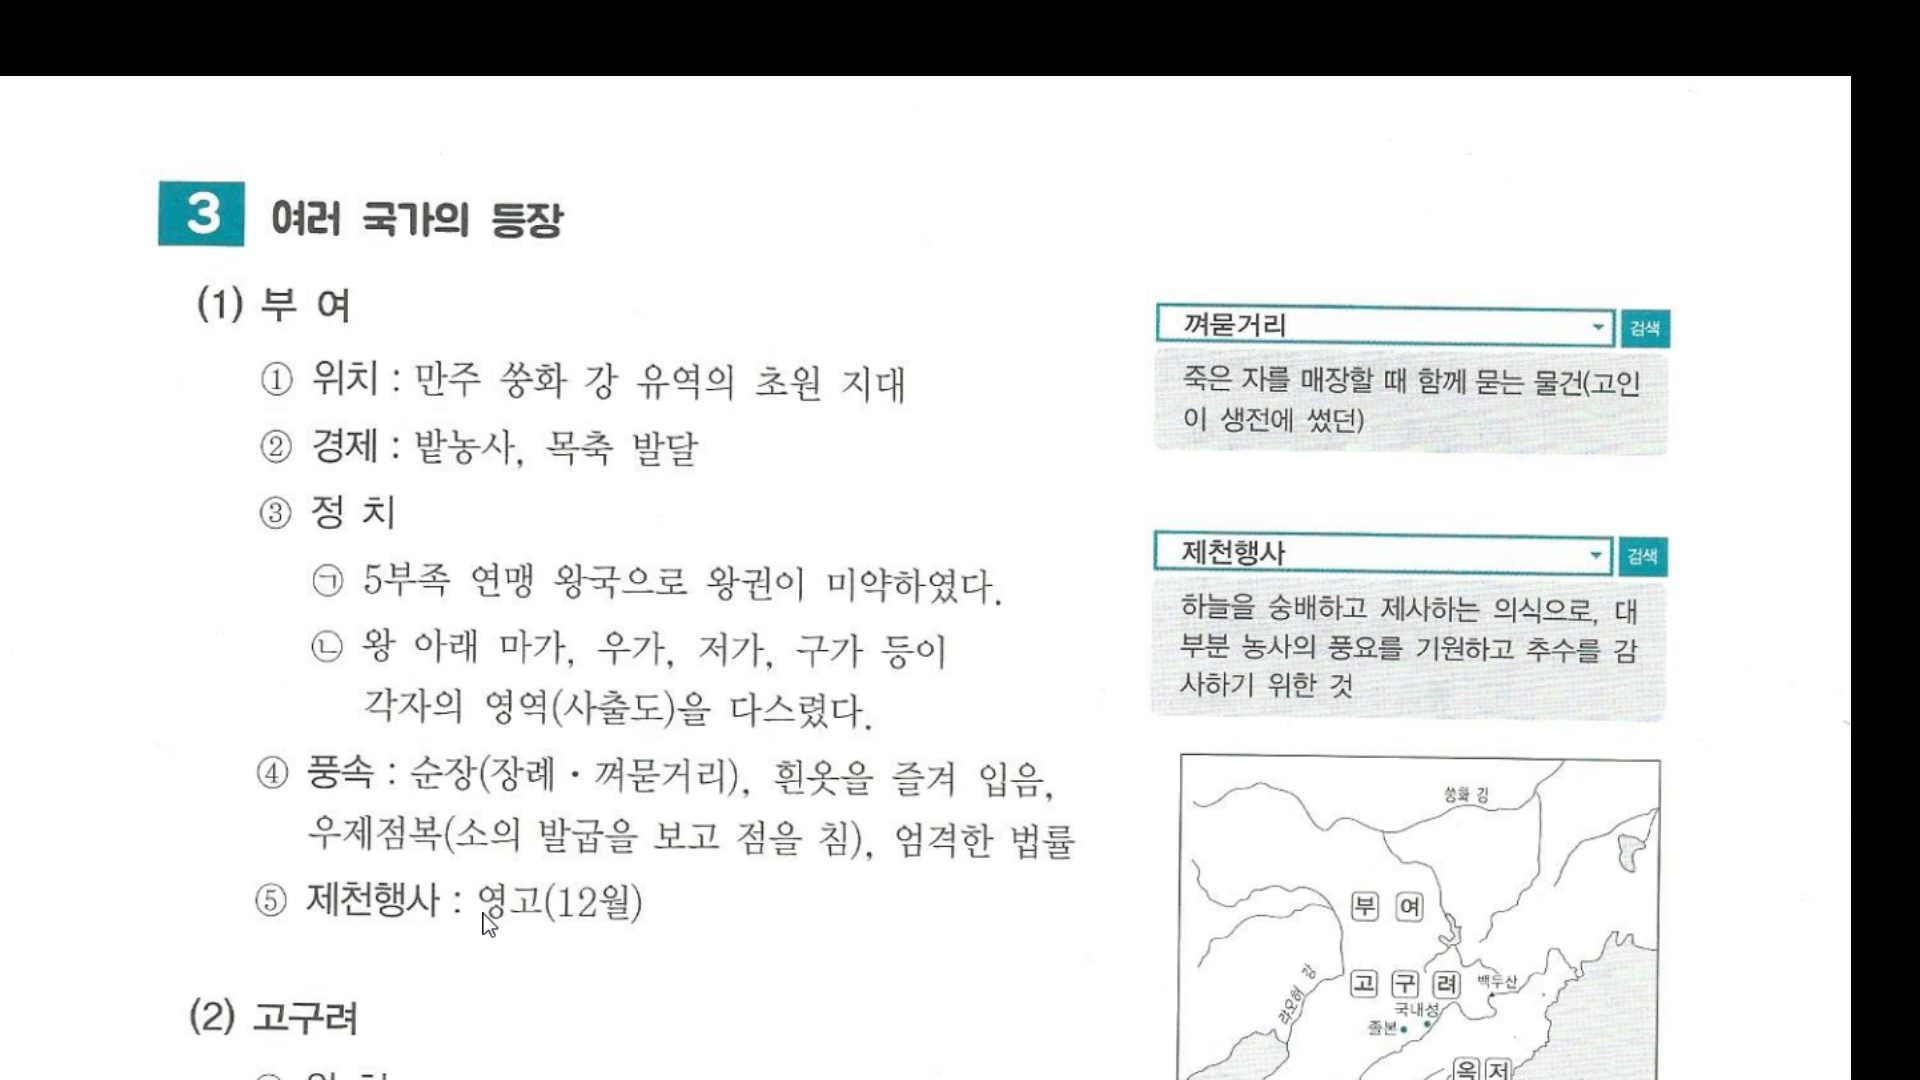 3 여러 국가의 등장
(1) 부 여
① 위치 : 만주 쑹화 강 유역의 초원 지대
② 경제 : 밭농사, 목축 발달
③ 정 치
㉠ 5부족 연맹 왕국으로 왕권이 미약하였다.
㉡ 왕 아래 마가, 우가, 저가, 구가 등이
각자의 영역(사출도)을 다스렸다.
④ 풍속 : 순장(장례・껴묻거리), 흰옷을 즐겨 입음,
우제점복(소의 발굽을 보고 점을 침), 엄격한 법률
⑤ 제천행사 : 영고(12월)
(2) 고구려
껴묻거리 검색
죽은 자를 매장할 때 함께 묻는 물건(고인
이 생전에 썼던)
제천행사 검색
하늘을 숭배하고 제사하는 의식으로, 대
부분 농사의 풍요를 기원하고 추수를 감
사하기 위한 것
쑹화 강
부 여
랴오허 강
고 구 려
백두산
국내성
졸본
옥 저